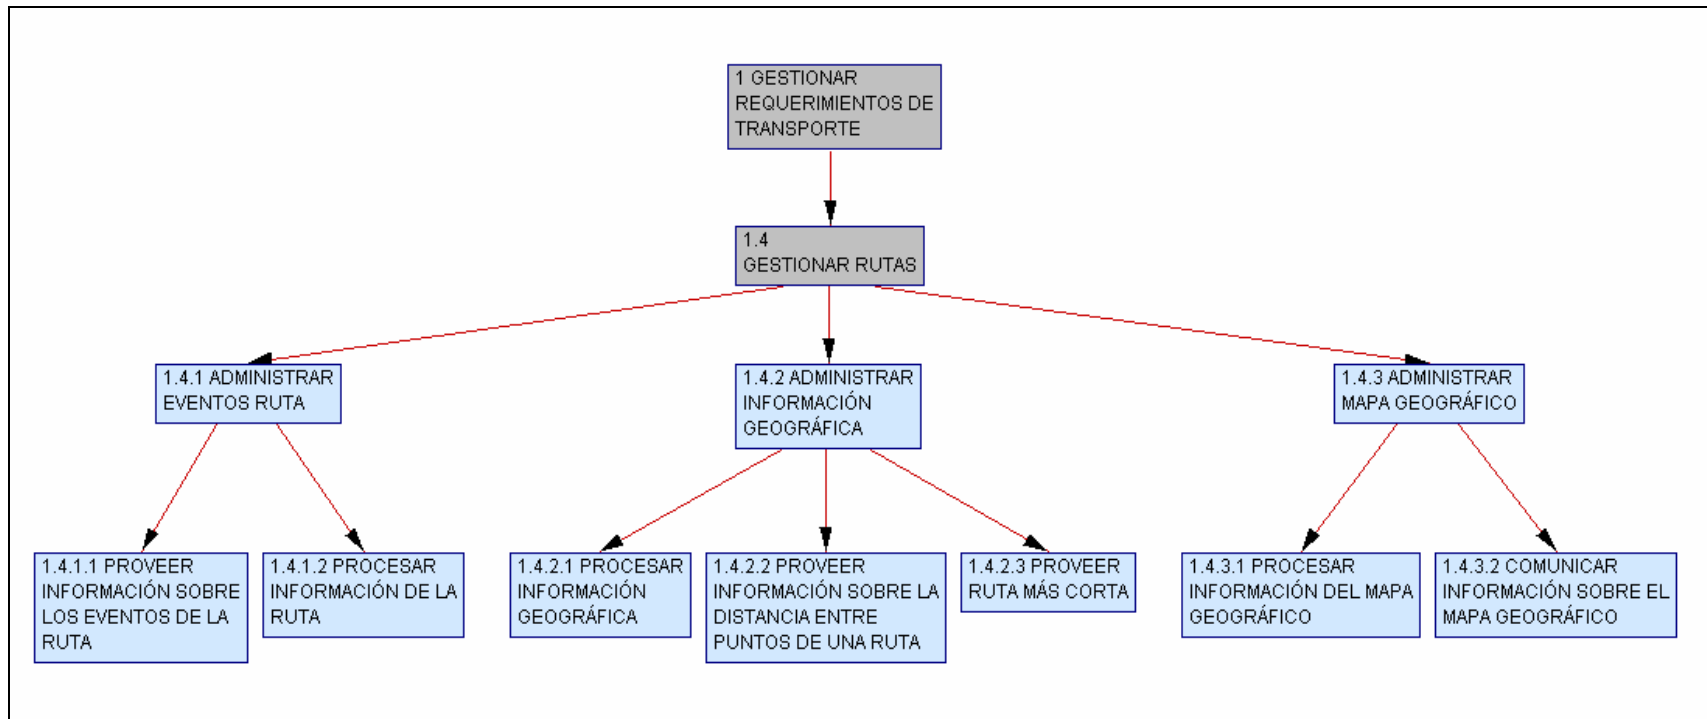 1 GESTIONAR
REQUERIMIENTOS DE
TRANSPORTE
1.4
GESTIONAR RUTAS
1.4.1 ADMINISTRAR
EVENTOS RUTA
1.4.2 ADMINISTRAR
INFORMACIÓN
GEOGRÁFICA
1.4.3 ADMINISTRAR
MAPA GEOGRÁFICO
1.4.1.1 PROVEER
INFORMACIÓN SOBRE
LOS EVENTOS DE LA
RUTA
1.4.1.2 PROCESAR
INFORMACIÓN DE LA
RUTA
1.4.2.1 PROCESAR
INFORMACIÓN
GEOGRÁFICA
1.4.2.2 PROVEER
INFORMACIÓN SOBRE LA
DISTANCIA ENTRE
PUNTOS DE UNA RUTA
1.4.2.3 PROVEER
RUTA MÁS CORTA
1.4.3.1 PROCESAR
INFORMACIÓN DEL MAPA
GEOGRÁFICO
1.4.3.2 COMUNICAR
INFORMACIÓN SOBRE EL
MAPA GEOGRÁFICO